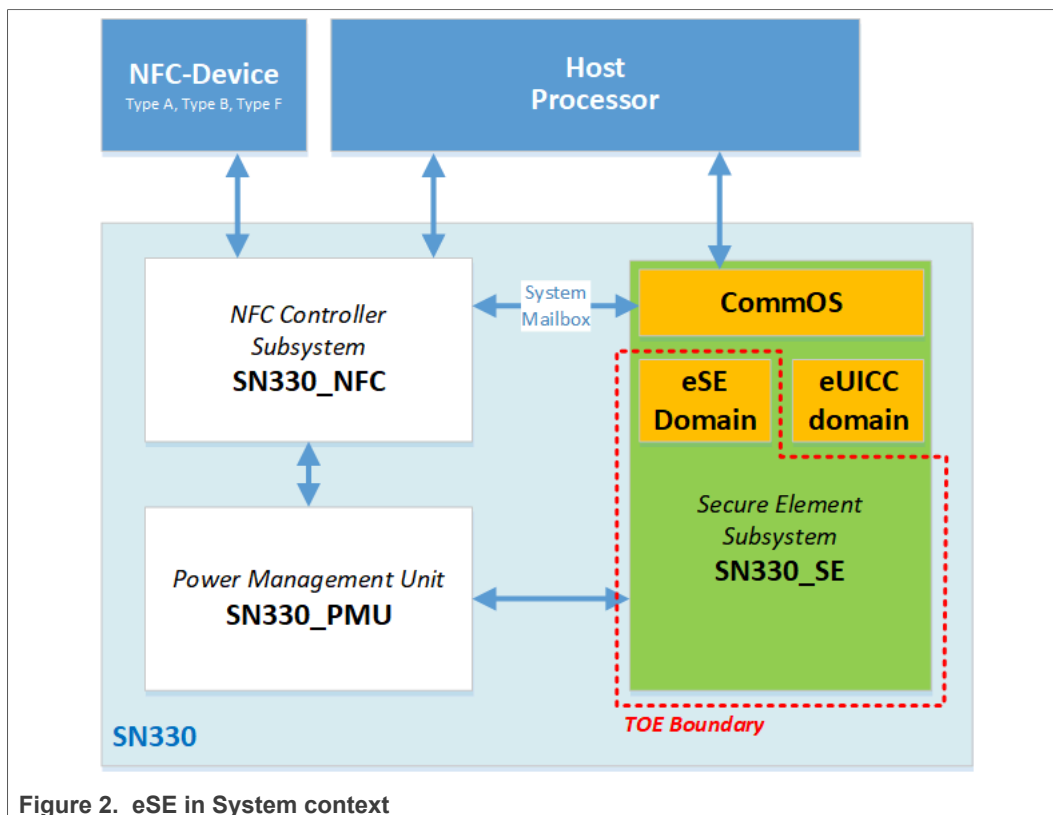 NFC-Device
Type A, Type B, Type F
Host
Processor
NFC Controller
Subsystem
SN330_NFC
System
Mailbox
CommOS
eSE
Domain
eUICC
domain
Secure Element
Subsystem
SN330_SE
Power Management Unit
SN330_PMU
TOE Boundary
SN330
Figure 2. eSE in System context